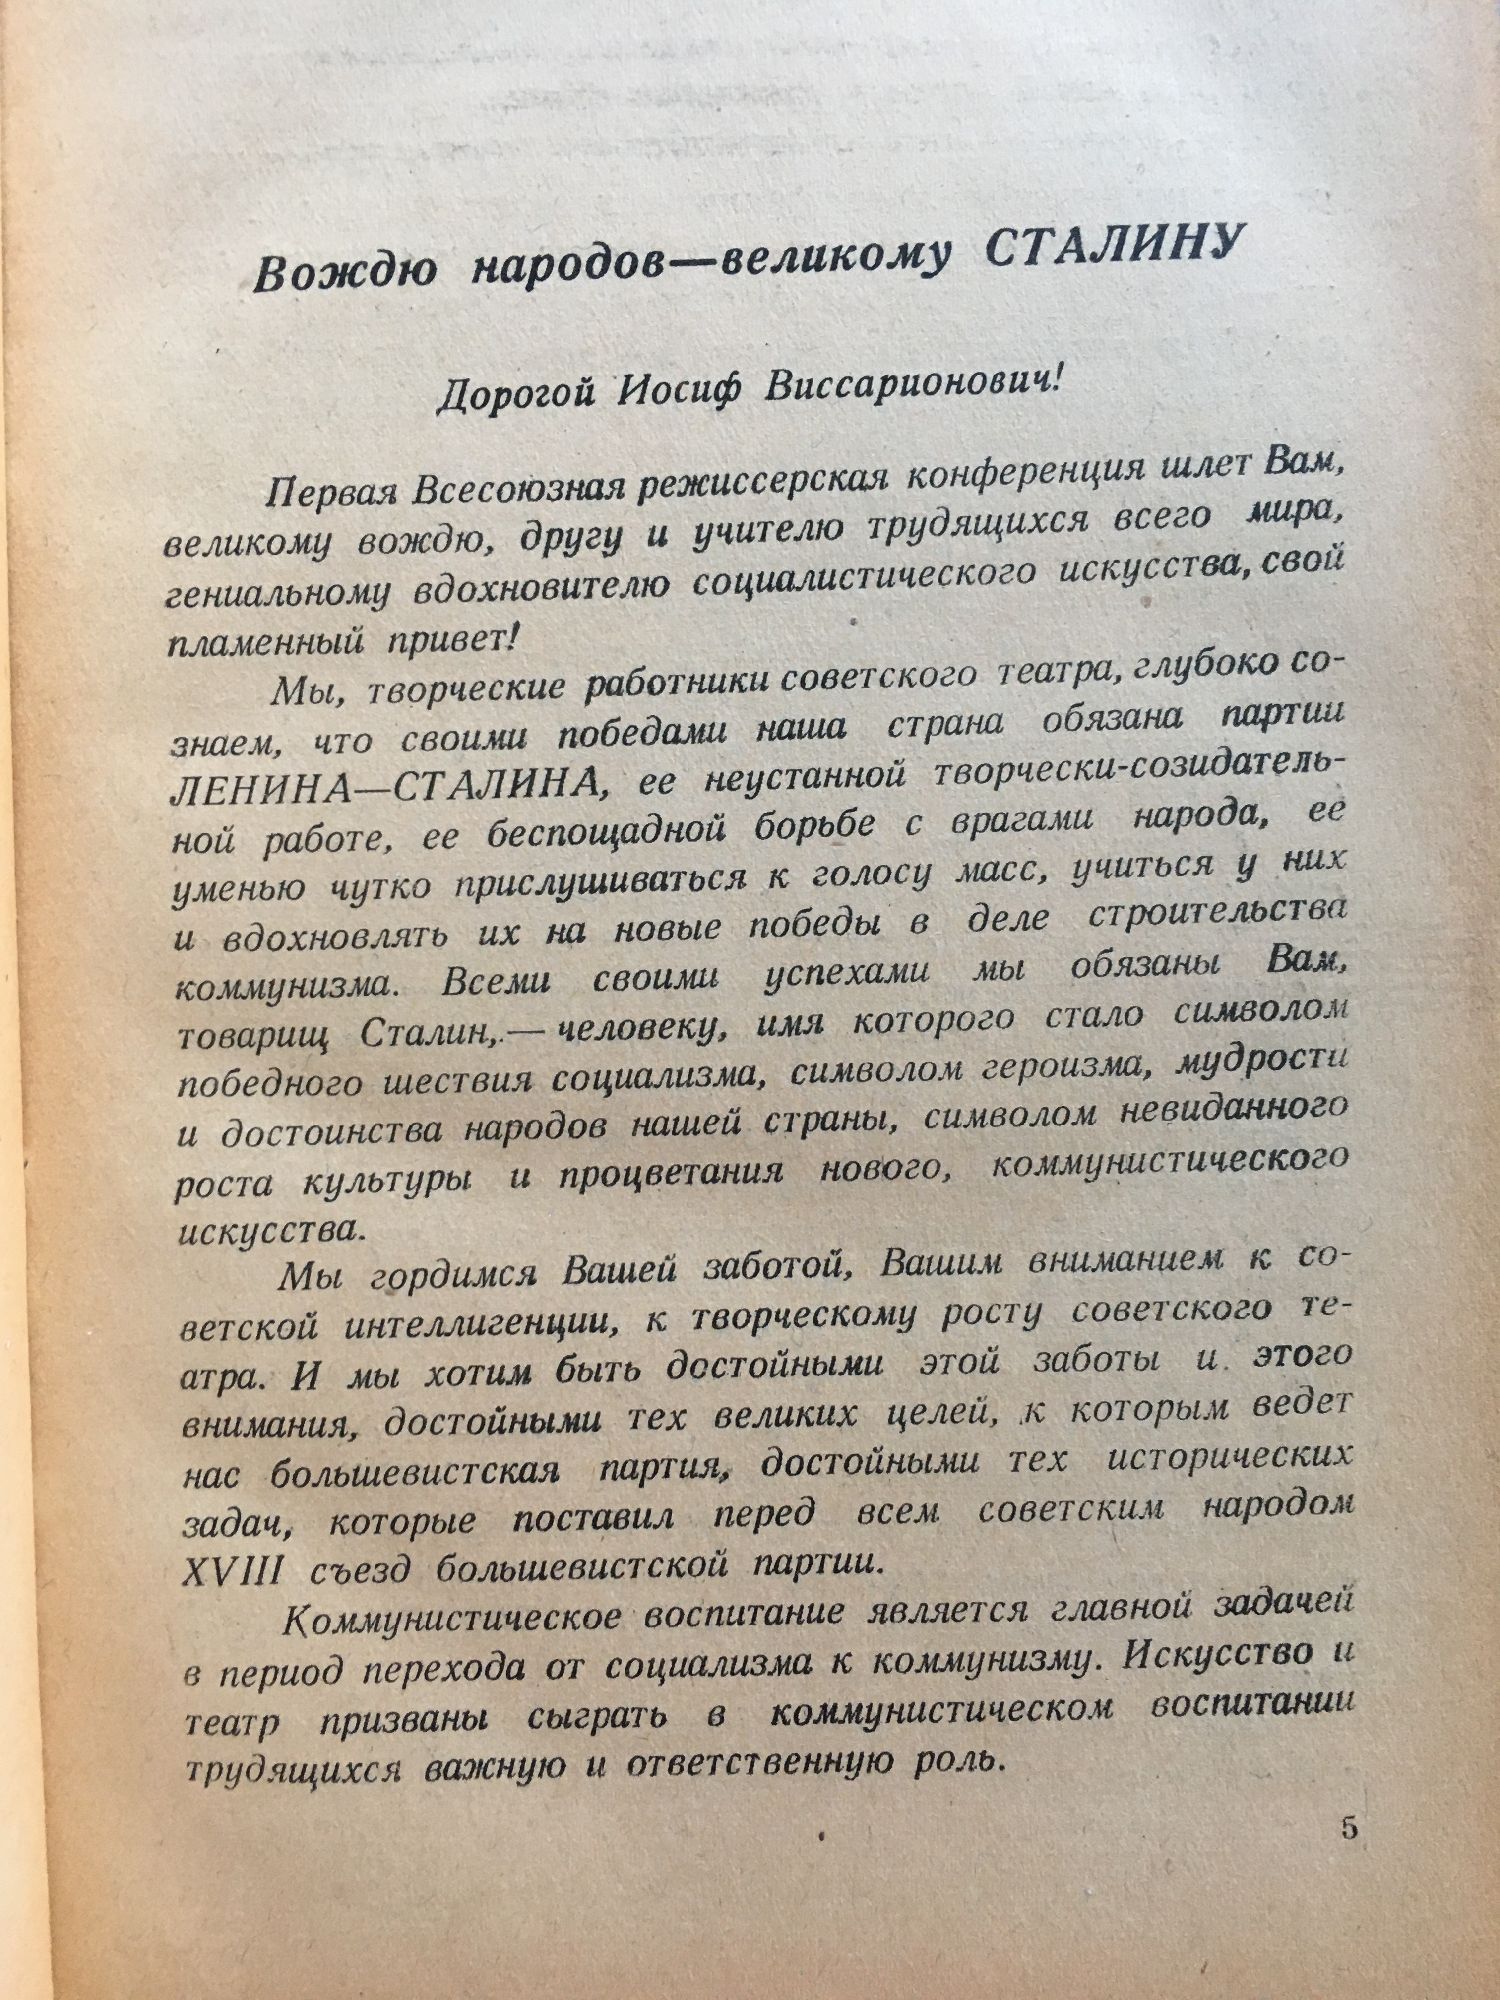 Вождю народов—великому СТАЛИНУ
Дорогой Иосиф Виссарионович!
Первая Всесоюзная режиссерская конференция шлет Вам,
великому вождю, другу и учителю трудящихся всего мира,
гениальному вдохновителю социалистического искусства, свой
пламенный привет!
Мы, творческие работники советского театра, глубоко со-
знаем, что своими победами наша страна обязана партии
ЛЕНИНА—СТАЛИНА, ее неустанной творчески-созидатель-
ной работе, ее беспощадной борьбе с врагами народа, ее
уменью чутко прислушиваться к голосу масс, учиться у них
и вдохновлять их на новые победы в деле строительства
коммунизма. Всеми своими успехами мы обязаны Вам,
товарищ Сталин,— человеку, имя которого стало символом
победного шествия социализма, символом героизма, мудрости
и достоинства народов нашей страны, символом невиданного
роста культуры и процветания нового, коммунистического
искусства.
Мы гордимся Вашей заботой, Вашим вниманием к со-
ветской интеллигенции, к творческому росту советского те-
атра. И мы хотим быть достойными этой заботы и этого
внимания, достойными тех великих целей, к которым ведет
нас большевистская партия, достойными тех исторических
задач, которые поставил перед всем советским народом
XVIII съезд большевистской партии.
Коммунистическое воспитание является главной задачей
в период перехода от социализма к коммунизму. Искусство и
театр призваны сыграть в коммунистическом воспитании
трудящихся важную и ответственную роль.
5